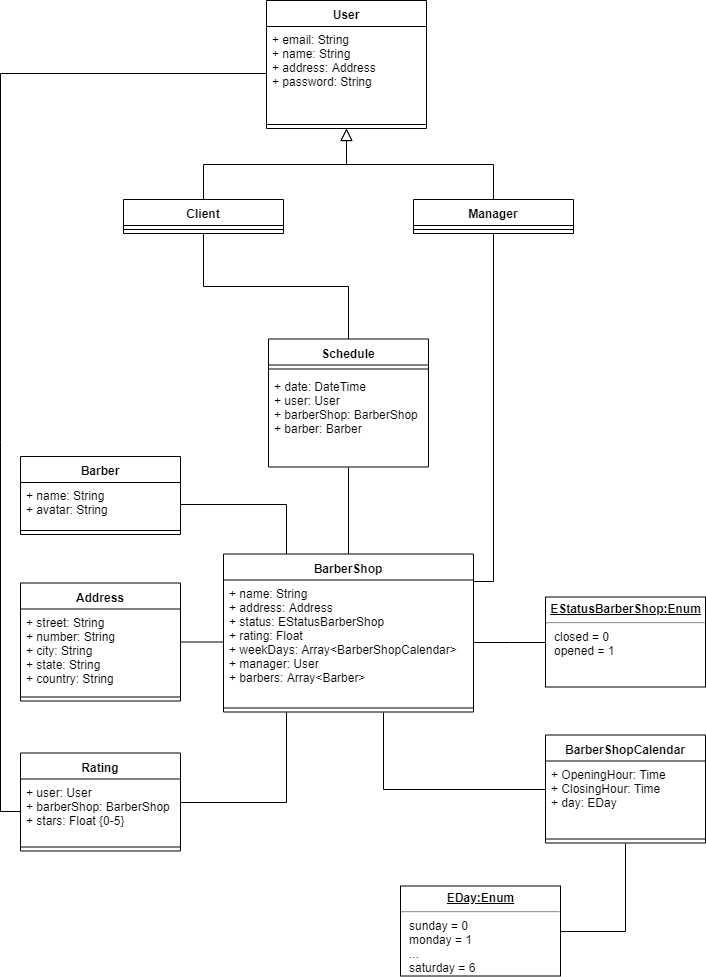 User
+ email: String
+ name: String
+ address: Address
+ password: String
Client
Manager
Schedule
+ date: DateTime
+ user: User
+ barberShop: BarberShop
+ barber: Barber
Barber
+ name: String
+ avatar: String
BarberShop
+ name: String
+ address: Address
+ status: EStatusBarberShop
+ rating: Float
+ weekDays: Array<BarberShopCalendar>
+ manager: User
+ barbers: Array<Barber>
Address
+ street: String
+ number: String
+ city: String
+ state: String
+ country: String
EStatusBarberShop:Enum
closed = 0
opened = 1
Rating
+ user: User
+ barberShop: BarberShop
+ stars: Float {0-5}
BarberShopCalendar
+ OpeningHour: Time
+ ClosingHour: Time
+ day: EDay
EDay:Enum
sunday = 0
monday = 1
...
saturday = 6